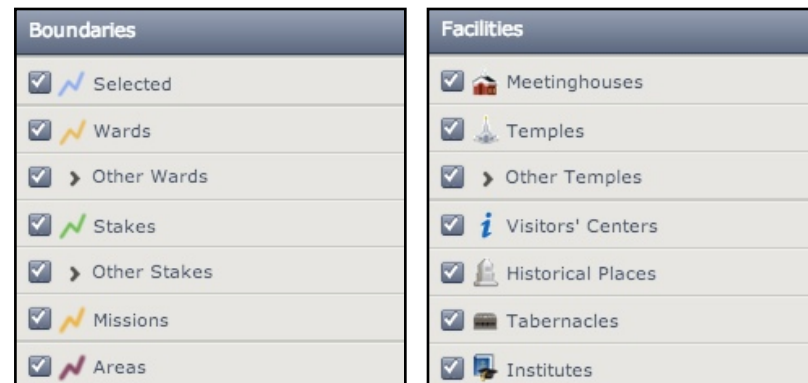 Boundaries
Selected
Wards
Other Wards
Stakes
Other Stakes
Missions
Areas
Facilities
Meetinghouses
Temples
Other Temples
Visitors' Centers
Historical Places
Tabernacles
Institutes